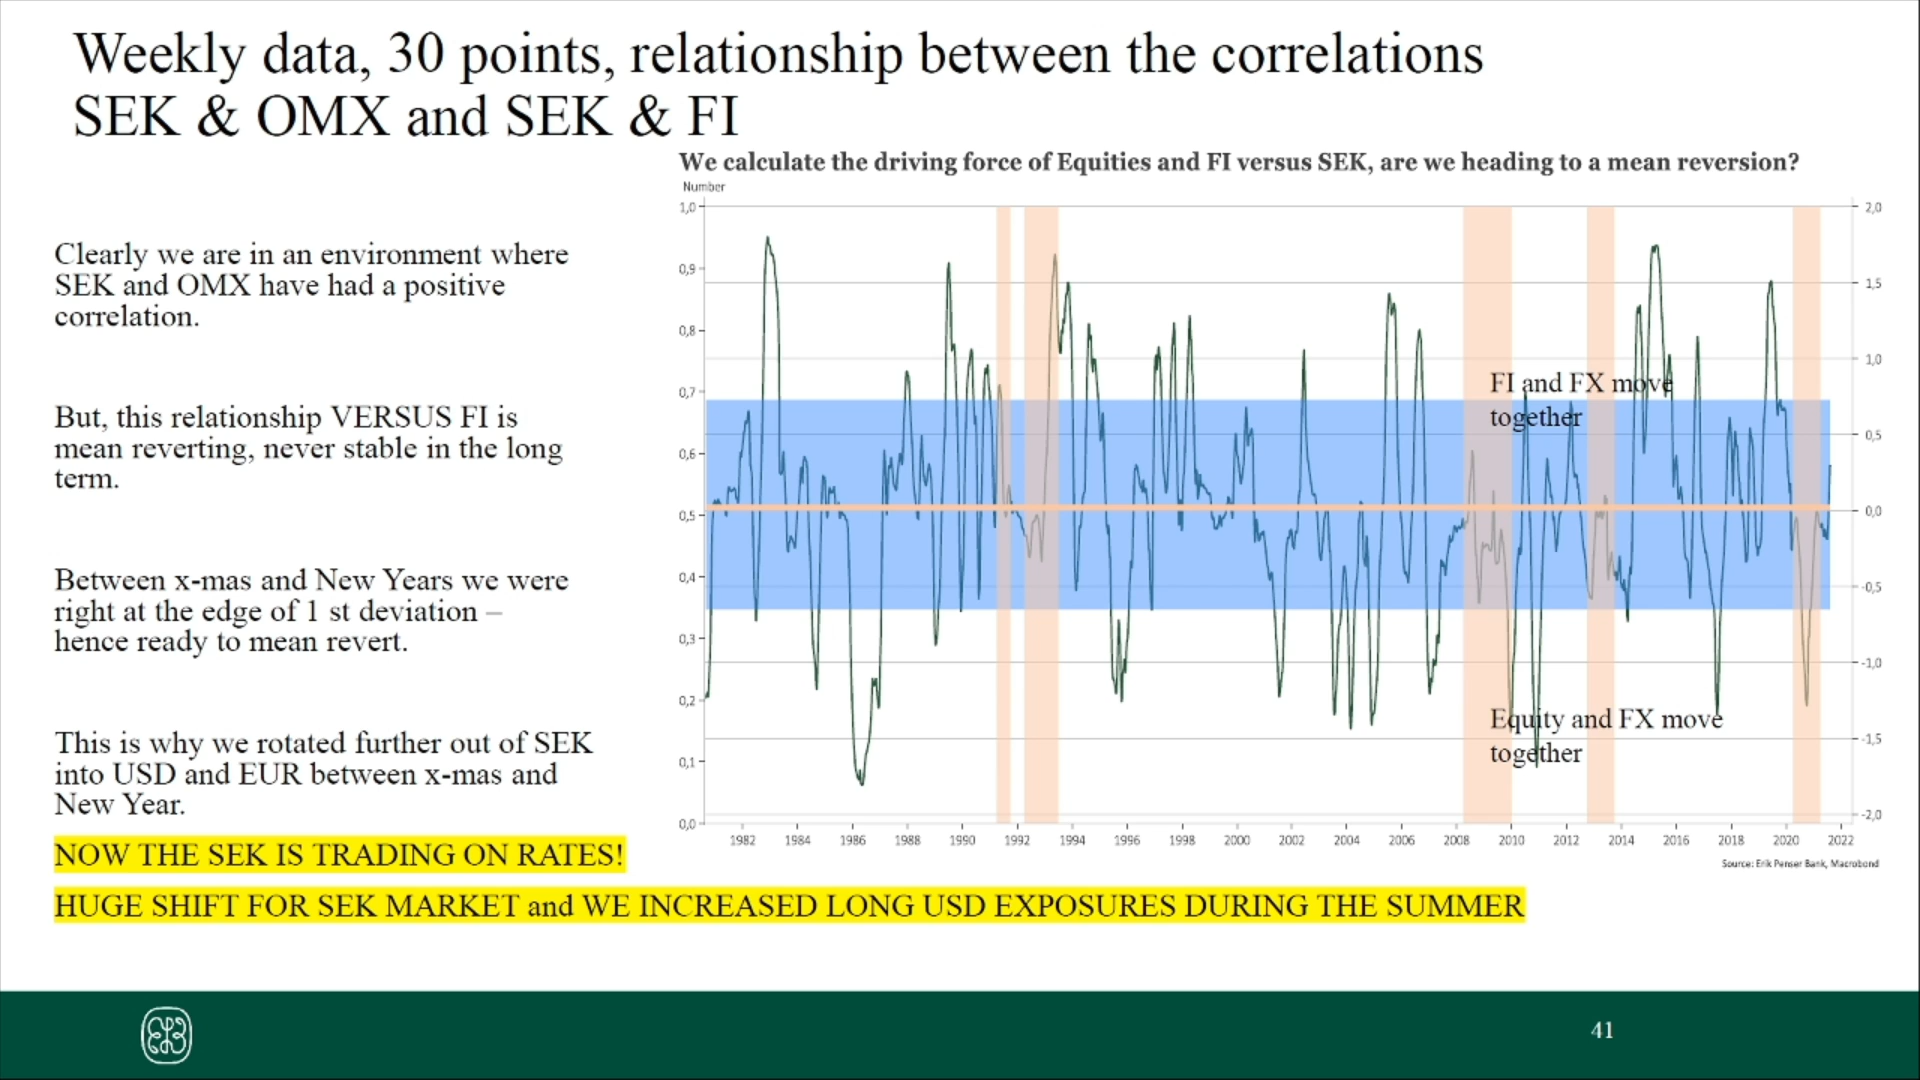 Weekly data, 30 points, relationship between the correlations
SEK & OMX and SEK & FI
We calculate the driving force of Equities and FI versus SEK, are we heading to a mean reversion?
Number
Clearly we are in an environment where
SEK and OMX have had a positive
correlation.
But, this relationship VERSUS FI is
mean reverting, never stable in the long
term.
Between x-mas and New Years we were
right at the edge of 1 st deviation –
hence ready to mean revert.
This is why we rotated further out of SEK
into USD and EUR between x-mas and
New Year.
NOW THE SEK IS TRADING ON RATES!
HUGE SHIFT FOR SEK MARKET and WE INCREASED LONG USD EXPOSURES DURING THE SUMMER
1,0
0,9
0,8
0,7
0,6
0,5
0,4
0,3
0,2
0,1
0,0
FI and FX move
together
Equity and FX move
together
2,0
1,5
1,0
0,5
0,0
-0,5
-1,0
-1,5
-2,0
1982 1984 1986 1988 1990 1992 1994 1996 1998 2000 2002 2004 2006 2008 2010 2012 2014 2016 2018 2020 2022
Source: Erik Penser Bank, Macrobond
41